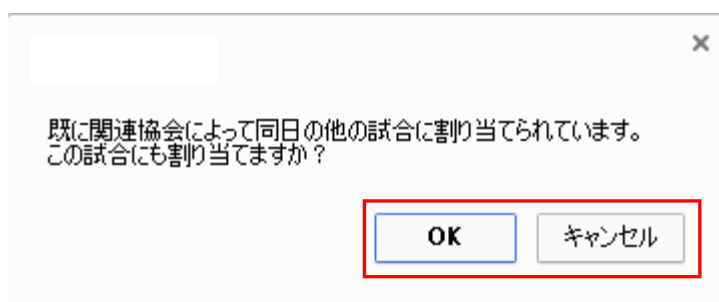 既に関連協会によって同日の他の試合に割り当てられています。
この試合にも割り当てますか？
OK キャンセル